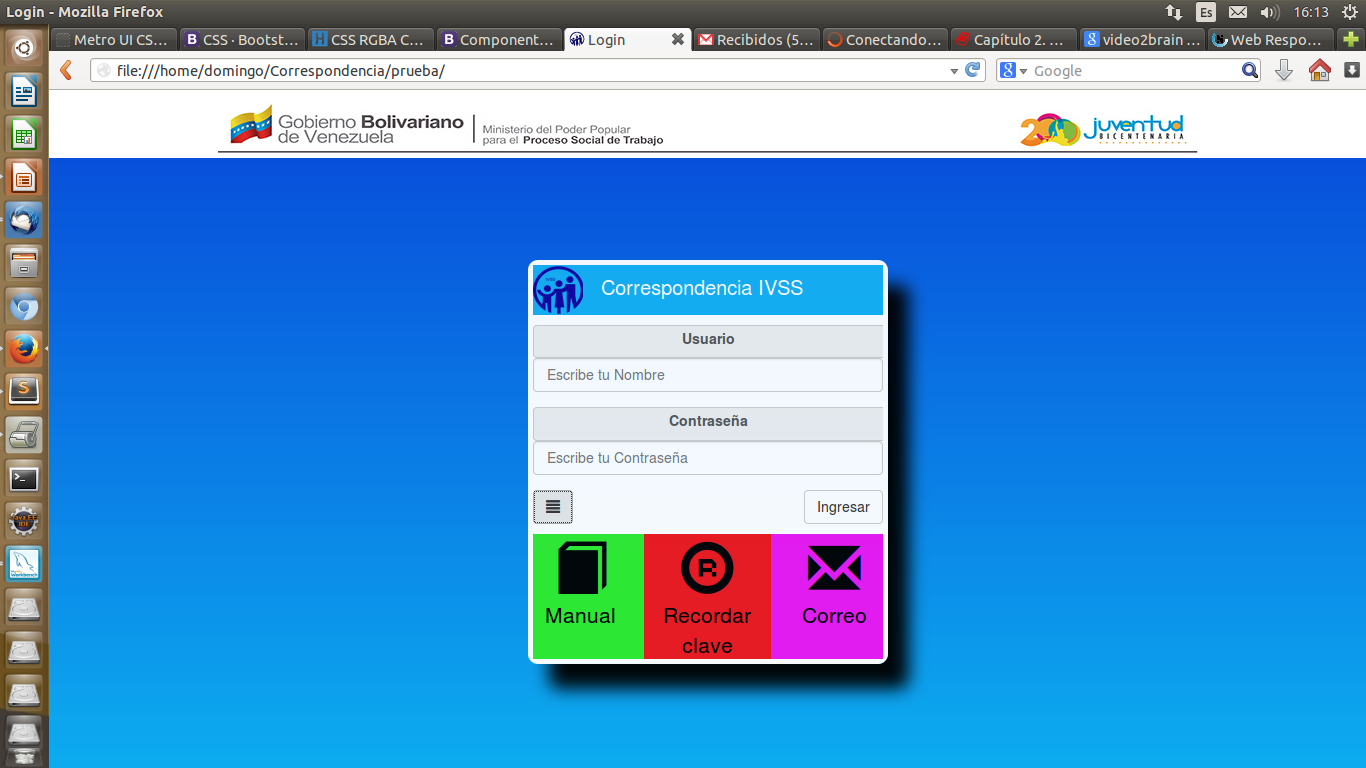 Login - Mozilla Firefox
Es
16:13
Metro UI CS...
B CSS · Bootst...
CSS RGBA C...
B Component...
Login
Recibidos (5...
Conectando...
Capítulo 2. ...
video2brain ...
Web Respo...
file:///home/domingo/Correspondencia/prueba/
Google
Gobierno Bolivariano
de Venezuela
Ministerio del Poder Popular
para el Proceso Social de Trabajo
200 juventud
BICENTENARIA
Correspondencia IVSS
Usuario
Escribe tu Nombre
Contraseña
Escribe tu Contraseña
Ingresar
R
Manual
Recordar
clave
Correo